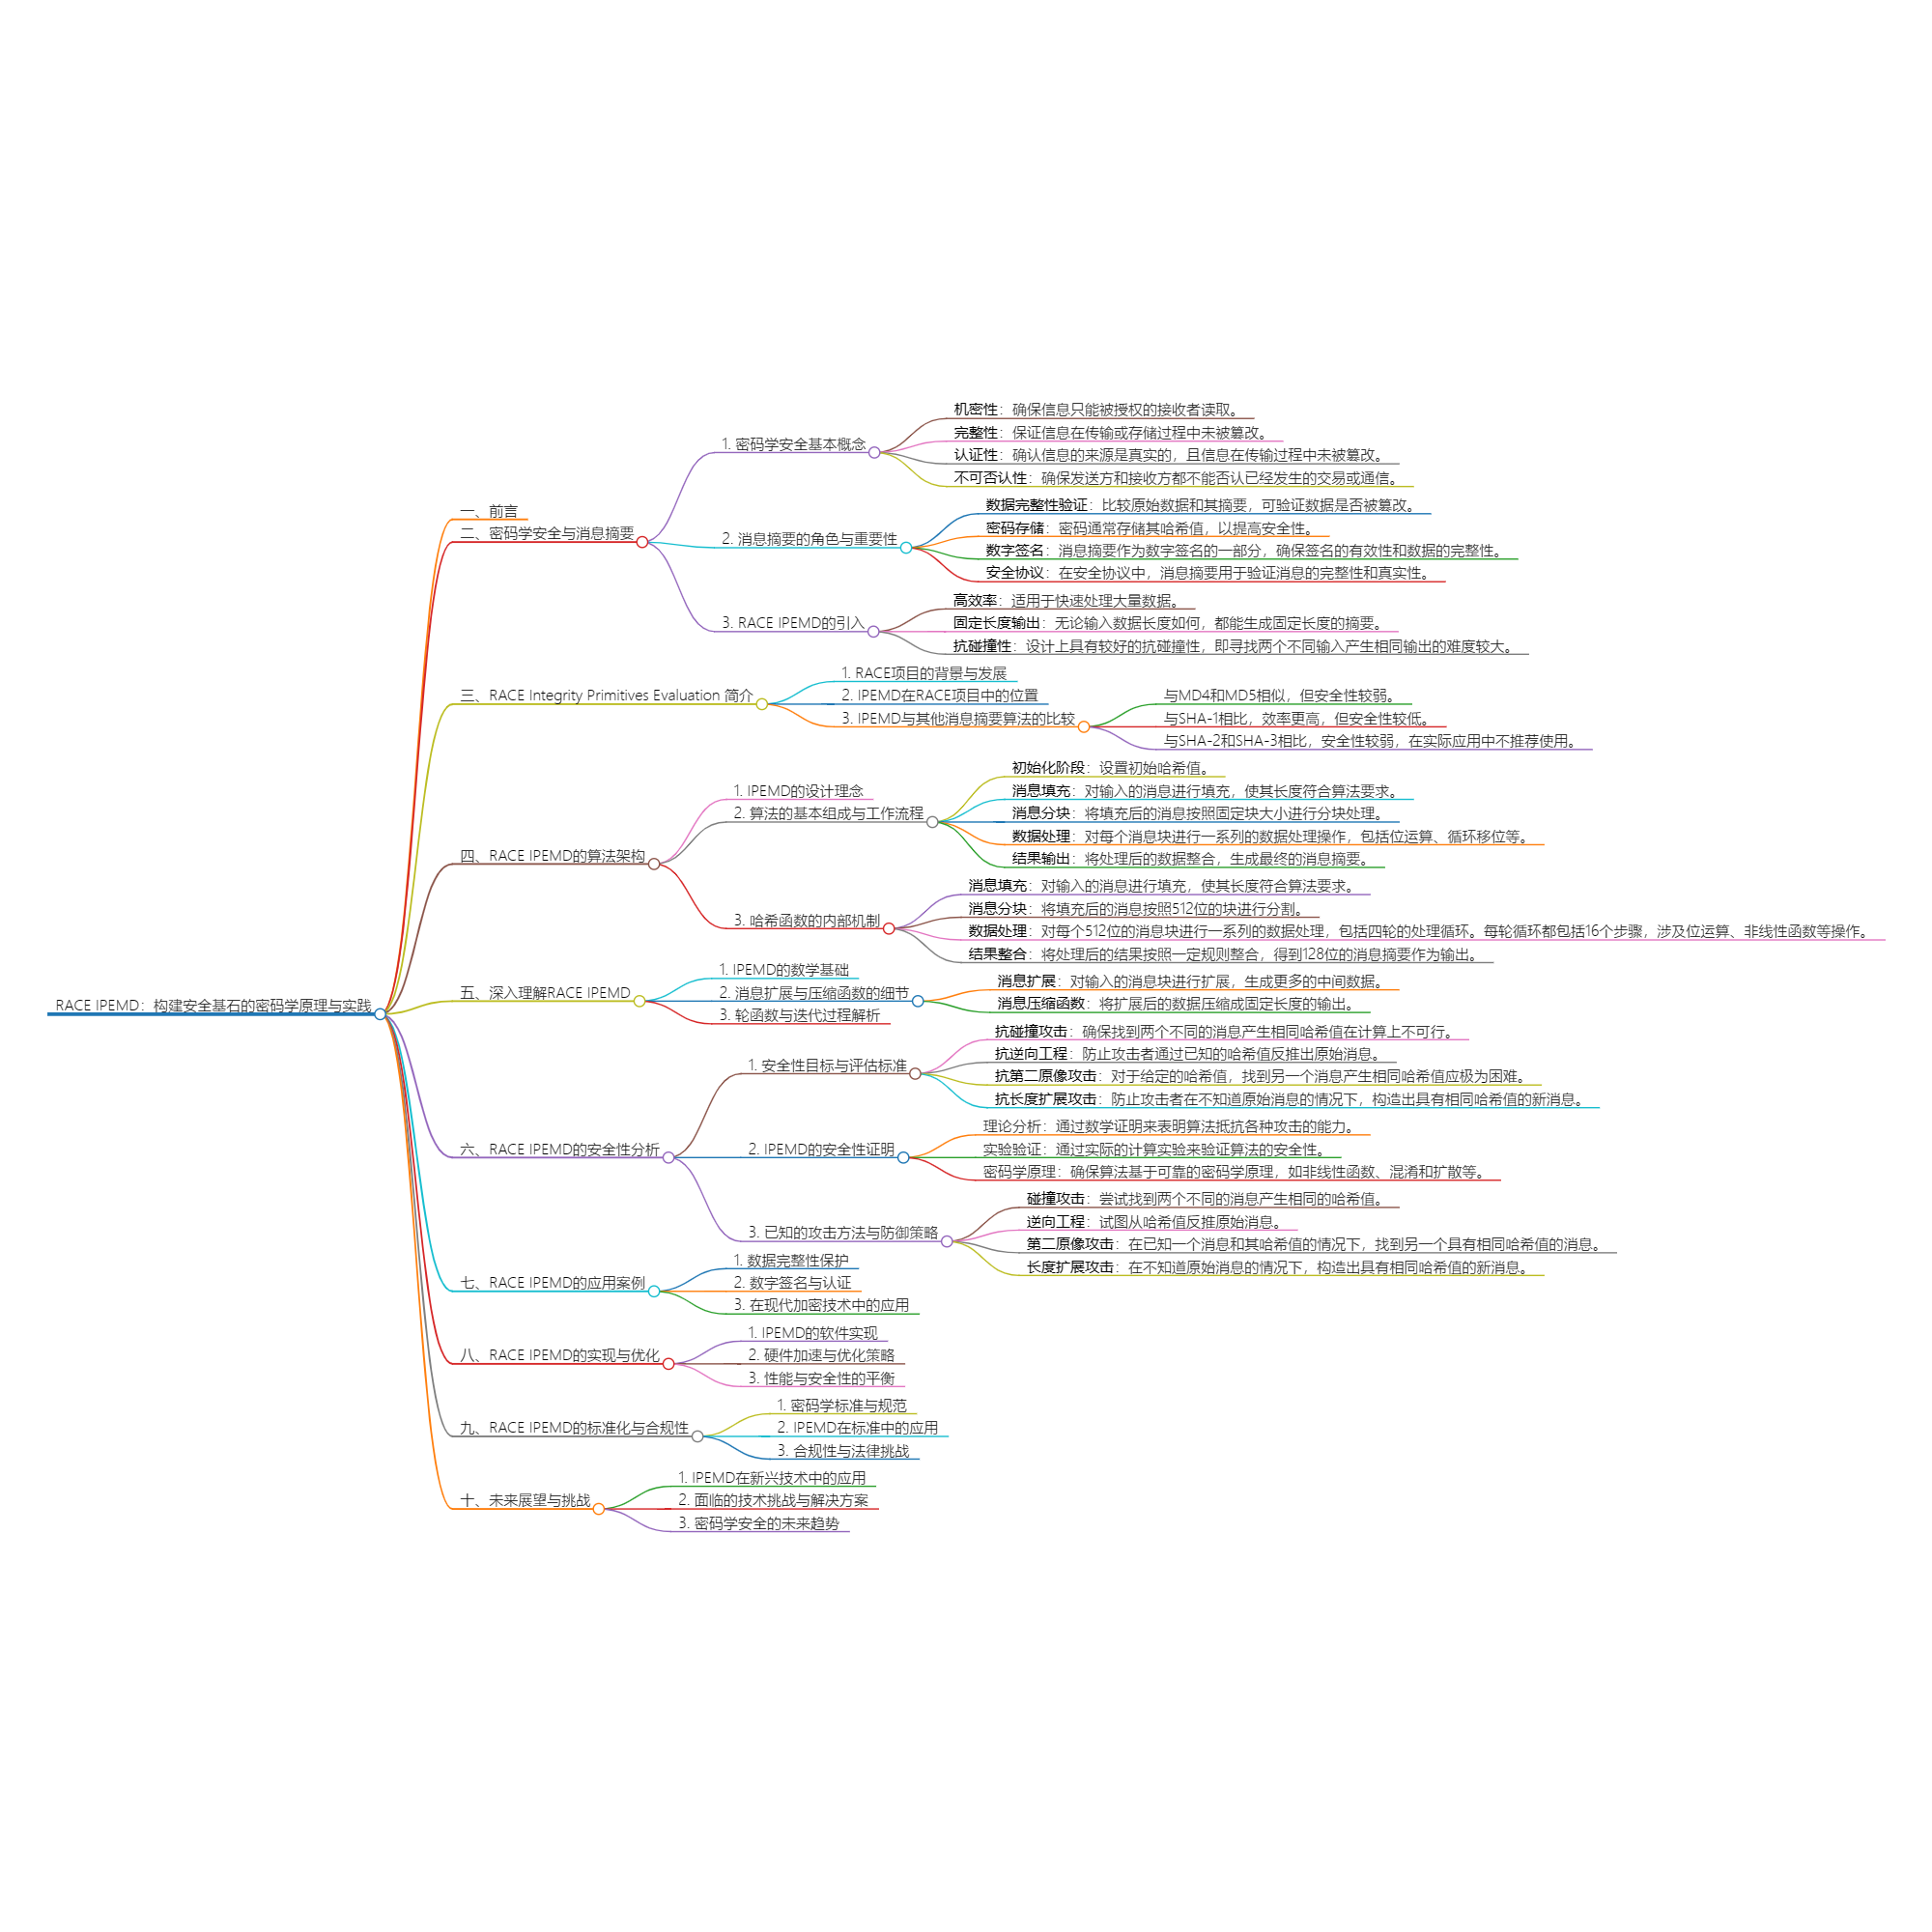 RACE IPEMD：构建安全基石的密码学原理与实践
一、前言
二、密码学安全与消息摘要
1. 密码学安全基本概念
机密性：确保信息只能被授权的接收者读取。
完整性：保证信息在传输或存储过程中未被篡改。
认证性：确认信息的来源是真实的，且信息在传输过程中未被篡改。
不可否认性：确保发送方和接收方都不能否认已经发生的交易或通信。
2. 消息摘要的角色与重要性
数据完整性验证：比较原始数据和其摘要，可验证数据是否被篡改。
密码存储：密码通常存储其哈希值，以提高安全性。
数字签名：消息摘要作为数字签名的一部分，确保签名的有效性和数据的完整性。
安全协议：在安全协议中，消息摘要用于验证消息的完整性和真实性。
3. RACE IPEMD的引入
高效率：适用于快速处理大量数据。
固定长度输出：无论输入数据长度如何，都能生成固定长度的摘要。
抗碰撞性：设计上具有较好的抗碰撞性，即寻找两个不同输入产生相同输出的难度较大。
三、RACE Integrity Primitives Evaluation 简介
1. RACE项目的背景与发展
2. IPEMD在RACE项目中的位置
3. IPEMD与其他消息摘要算法的比较
与MD4和MD5相似，但安全性较弱。
与SHA-1相比，效率更高，但安全性较低。
与SHA-2和SHA-3相比，安全性较弱，在实际应用中不推荐使用。
四、RACE IPEMD的算法架构
1. IPEMD的设计理念
2. 算法的基本组成与工作流程
初始化阶段：设置初始哈希值。
消息填充：对输入的消息进行填充，使其长度符合算法要求。
消息分块：将填充后的消息按照固定块大小进行分块处理。
数据处理：对每个消息块进行一系列的数据处理操作，包括位运算、循环移位等。
结果输出：将处理后的数据整合，生成最终的消息摘要。
3. 哈希函数的内部机制
消息填充：对输入的消息进行填充，使其长度符合算法要求。
消息分块：将填充后的消息按照512位的块进行分割。
数据处理：对每个512位的消息块进行一系列的数据处理，包括四轮的处理循环。每轮循环都包括16个步骤，涉及位运算、非线性函数等操作。
结果整合：将处理后的结果按照一定规则整合，得到128位的消息摘要作为输出。
五、深入理解RACE IPEMD
1. IPEMD的数学基础
2. 消息扩展与压缩函数的细节
消息扩展：对输入的消息块进行扩展，生成更多的中间数据。
消息压缩函数：将扩展后的数据压缩成固定长度的输出。
3. 轮函数与迭代过程解析
六、RACE IPEMD的安全性分析
1. 安全性目标与评估标准
抗碰撞攻击：确保找到两个不同的消息产生相同哈希值在计算上不可行。
抗逆向工程：防止攻击者通过已知的哈希值反推出原始消息。
抗第二原像攻击：对于给定的哈希值，找到另一个消息产生相同哈希值应极为困难。
抗长度扩展攻击：防止攻击者在不知道原始消息的情况下，构造出具有相同哈希值的新消息。
2. IPEMD的安全性证明
理论分析：通过数学证明来表明算法抵抗各种攻击的能力。
实验验证：通过实际的计算实验来验证算法的安全性。
密码学原理：确保算法基于可靠的密码学原理，如非线性函数、混淆和扩散等。
3. 已知的攻击方法与防御策略
碰撞攻击：尝试找到两个不同的消息产生相同的哈希值。
逆向工程：试图从哈希值反推原始消息。
第二原像攻击：在已知一个消息和其哈希值的情况下，找到另一个具有相同哈希值的消息。
长度扩展攻击：在不知道原始消息的情况下，构造出具有相同哈希值的新消息。
七、RACE IPEMD的应用案例
1. 数据完整性保护
2. 数字签名与认证
3. 在现代加密技术中的应用
八、RACE IPEMD的实现与优化
1. IPEMD的软件实现
2. 硬件加速与优化策略
3. 性能与安全性的平衡
九、RACE IPEMD的标准化与合规性
1. 密码学标准与规范
2. IPEMD在标准中的应用
3. 合规性与法律挑战
十、未来展望与挑战
1. IPEMD在新兴技术中的应用
2. 面临的技术挑战与解决方案
3. 密码学安全的未来趋势